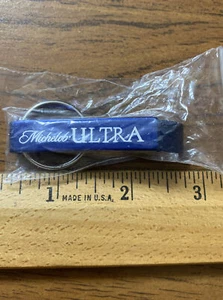 Michelob ULTRA
1 MADE IN U.S.A. 2 3